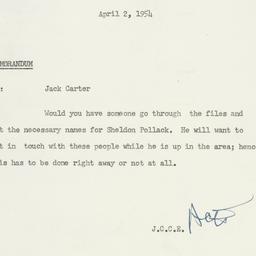 April 2, 1954
MORANDUM
: Jack Carter
Would you have someone go through the files and
t the necessary names for Sheldon Pellack. He will want to
t in touch with these people while he is up in the area; henc
is has to be done right away or not at all.
J.C.C.E.